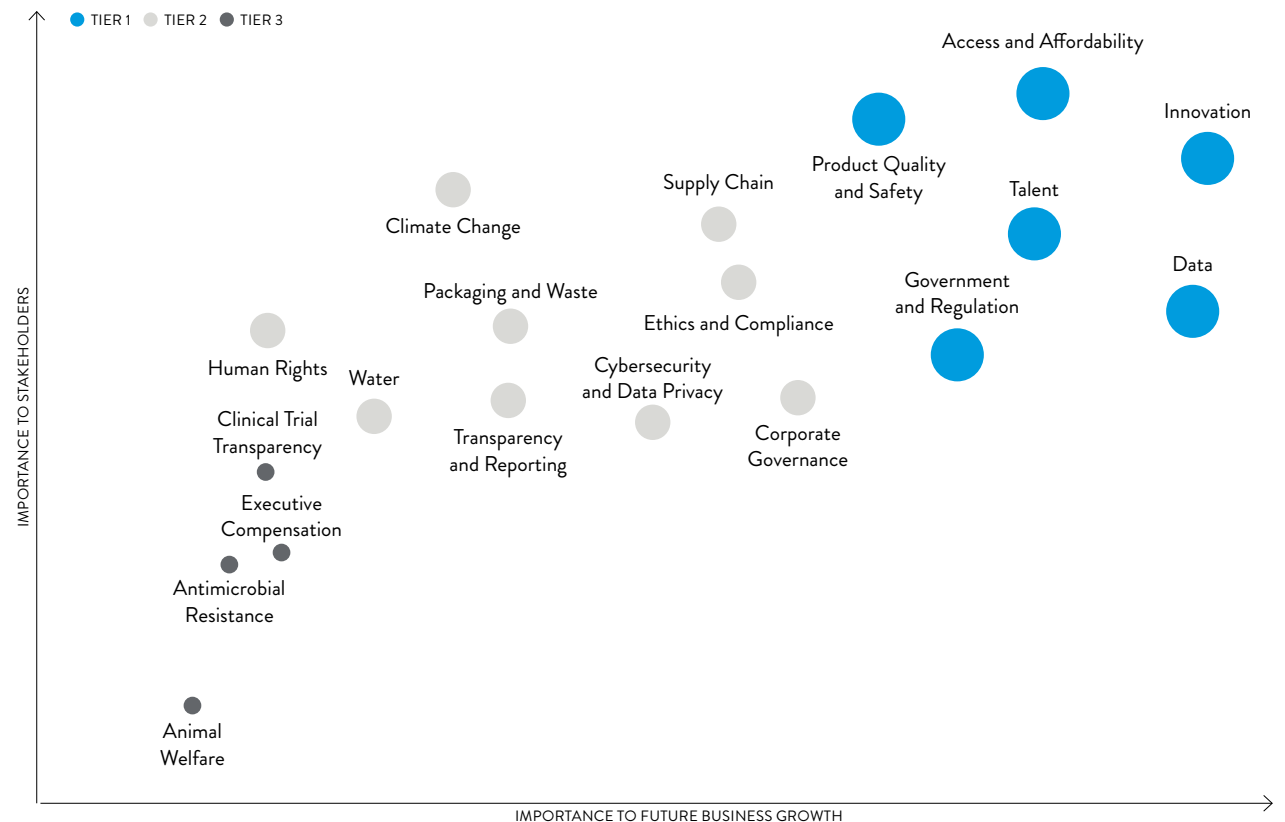 TIER 1
TIER 2
TIER 3
Access and Affordability
Innovation
Product Quality
and Safety
Supply Chain
Talent
Climate Change
Data
Government
and Regulation
Packaging and Waste
Ethics and Compliance
Human Rights
Water
Cybersecurity
and Data Privacy
Clinical Trial
Transparency
Transparency
and Reporting
Corporate
Governance
Executive
Compensation
Antimicrobial
Resistance
Animal
Welfare
IMPORTANCE TO STAKEHOLDERS
IMPORTANCE TO FUTURE BUSINESS GROWTH